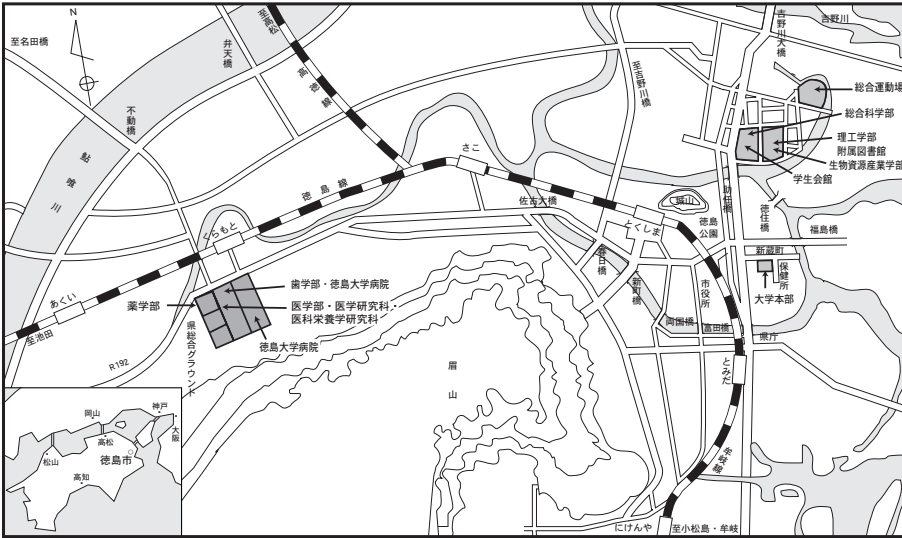 N
至名田橋
弁天橋
至高松
高徳線
不動橋
鮎喰川
さこ
徳島線
くらもと
あくい
至池田
R192
薬学部
歯学部・徳島大学病院
医学部・医学研究科・
医科栄養学研究科
徳島大学病院
県総合グラウンド
眉山
至吉野川橋
吉野川大橋
吉野川
総合運動場
総合科学部
理工学部
附属図書館
生物資源産業学部
学生会館
助任橋
徳住橋
佐古大橋
とくしま
城山
徳島
公園
福島橋
新蔵町
保健所
大学本部
春日橋
新町橋
市役所
両国橋
富田橋
県庁
とみだ
牟岐線
にけんや
至小松島・牟岐
岡山
神戸
大阪
高松
松山
徳島市
高知